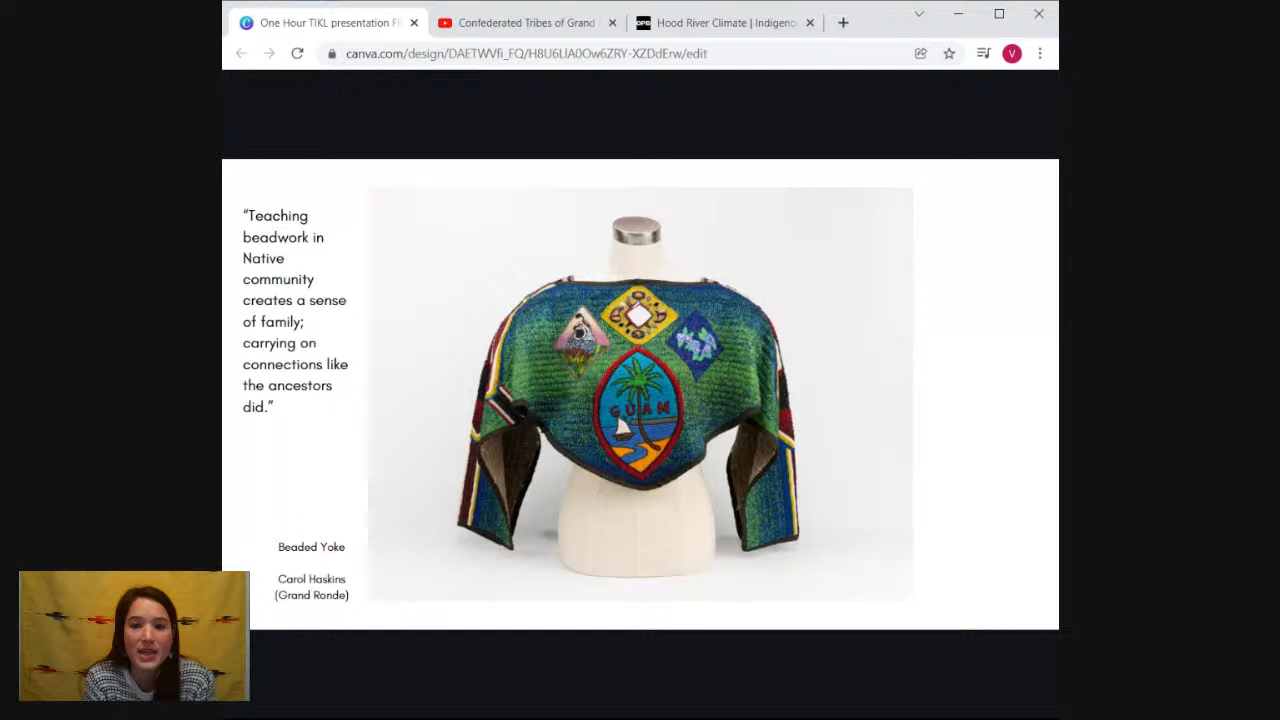 One Hour TIKL presentation Fi
Confederated Tribes of Grand
OPB
Hood River Climate | Indigeno
canva.com/design/DAETWVfi_FQ/H8U6LlA0Ow6ZRY-XZDdErw/edit
V
“Teaching
beadwork in
Native
community
creates a sense
of family;
carrying on
connections like
the ancestors
did.”
GUAM
Beaded Yoke
Carol Haskins
(Grand Ronde)